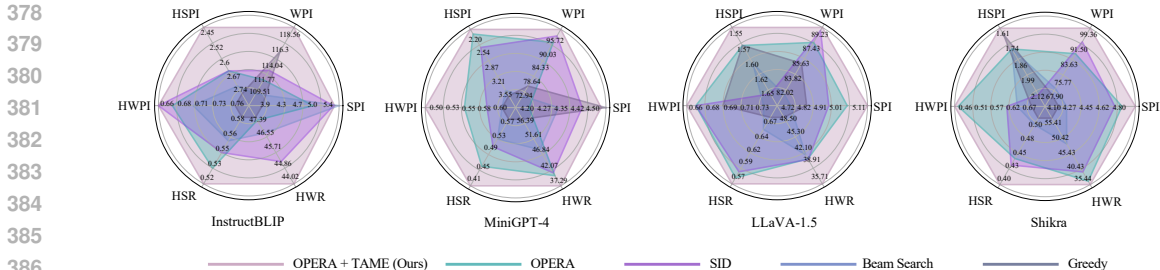 378
379
380
381
382
383
384
385
386
HSPI WPI SPI HWR HSR HWPI
2.45 2.52 2.6 2.67 2.74
118.56 116.3 114.04 111.77 109.51
0.66 0.68 0.71 0.73 0.76
3.9 4.3 4.7 5.0 5.4
0.58 0.56 0.55 0.53 0.52
47.39 46.55 45.71 44.86 44.02
InstructBLIP
HSPI WPI SPI HWR HSR HWPI
2.20 2.54 2.87 3.21 3.55
95.72 90.03 84.33 78.64 72.94
0.50 0.53 0.55 0.58 0.60
4.20 4.27 4.35 4.42 4.50
0.57 0.53 0.49 0.45 0.41
56.39 51.61 46.84 42.07 37.29
MiniGPT-4
HSPI WPI SPI HWR HSR HWPI
1.55 1.57 1.60 1.62 1.65
89.23 87.43 85.63 83.82 82.02
0.66 0.68 0.69 0.71 0.73
4.72 4.82 4.91 5.01 5.11
0.67 0.64 0.62 0.59 0.57
48.50 45.30 42.10 38.91 35.71
LLaVA-1.5
HSPI WPI SPI HWR HSR HWPI
1.61 1.74 1.86 1.99 2.12
99.36 91.50 83.63 75.77 67.90
0.46 0.51 0.57 0.62 0.67
4.10 4.27 4.45 4.62 4.80
0.50 0.48 0.45 0.43 0.40
55.41 50.42 45.43 40.43 35.44
Shikra
OPERA + TAME (Ours) OPERA SID Beam Search Greedy